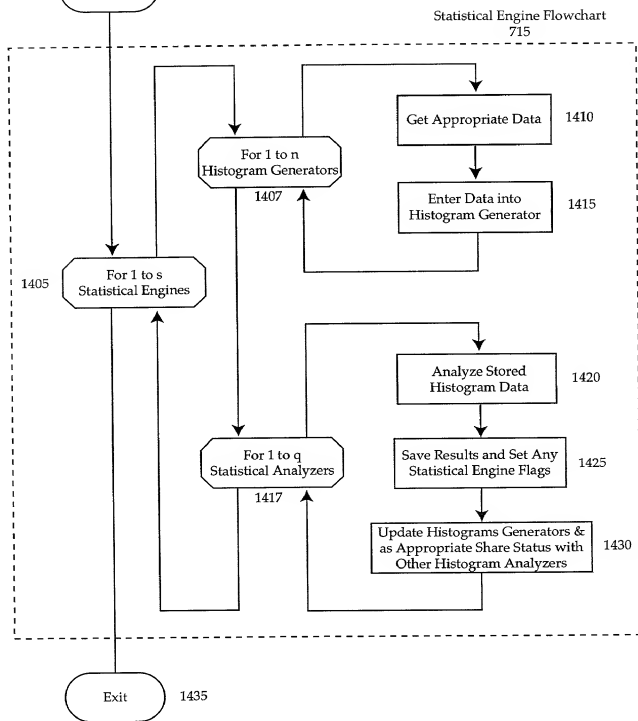 Statistical Engine Flowchart
715
Get Appropriate Data
1410
For 1 to n
Histogram Generators
1407
Enter Data into
Histogram Generator
1415
1405
For 1 to s
Statistical Engines
Analyze Stored
Histogram Data
1420
For 1 to q
Statistical Analyzers
1417
Save Results and Set Any
Statistical Engine Flags
1425
Update Histograms Generators &
as Appropriate Share Status with
Other Histogram Analyzers
1430
Exit
1435